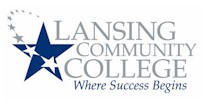 LANSING
COMMUNITY
COLLEGE
Where Success Begins